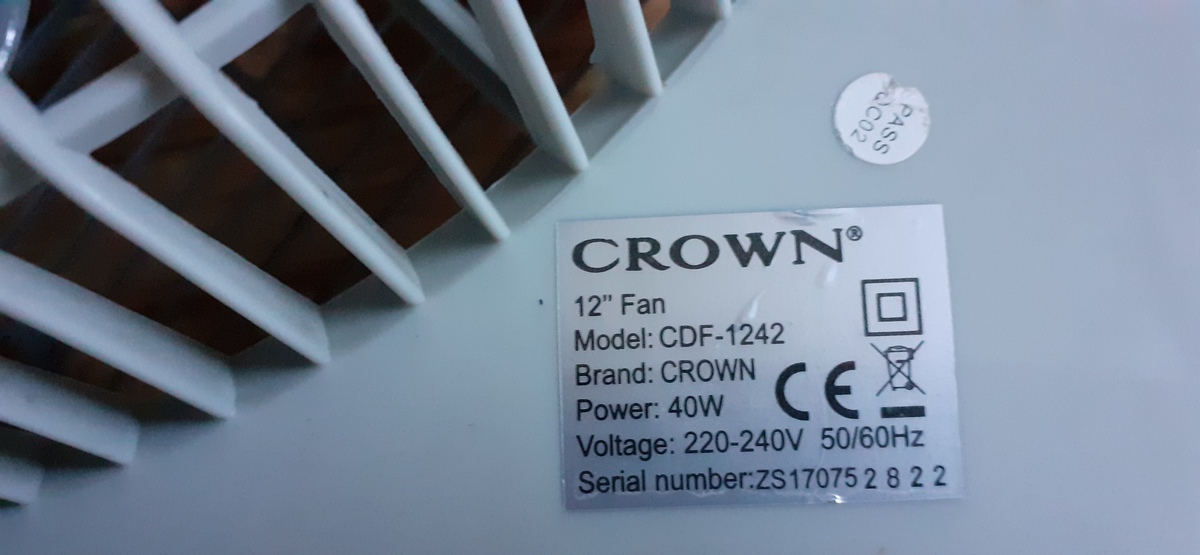 PASS
QC02
CROWN®
12" Fan
Model: CDF-1242
Brand: CROWN
Power: 40W
CE
Voltage: 220-240V 50/60Hz
Serial number:ZS17075 2 8 2 2